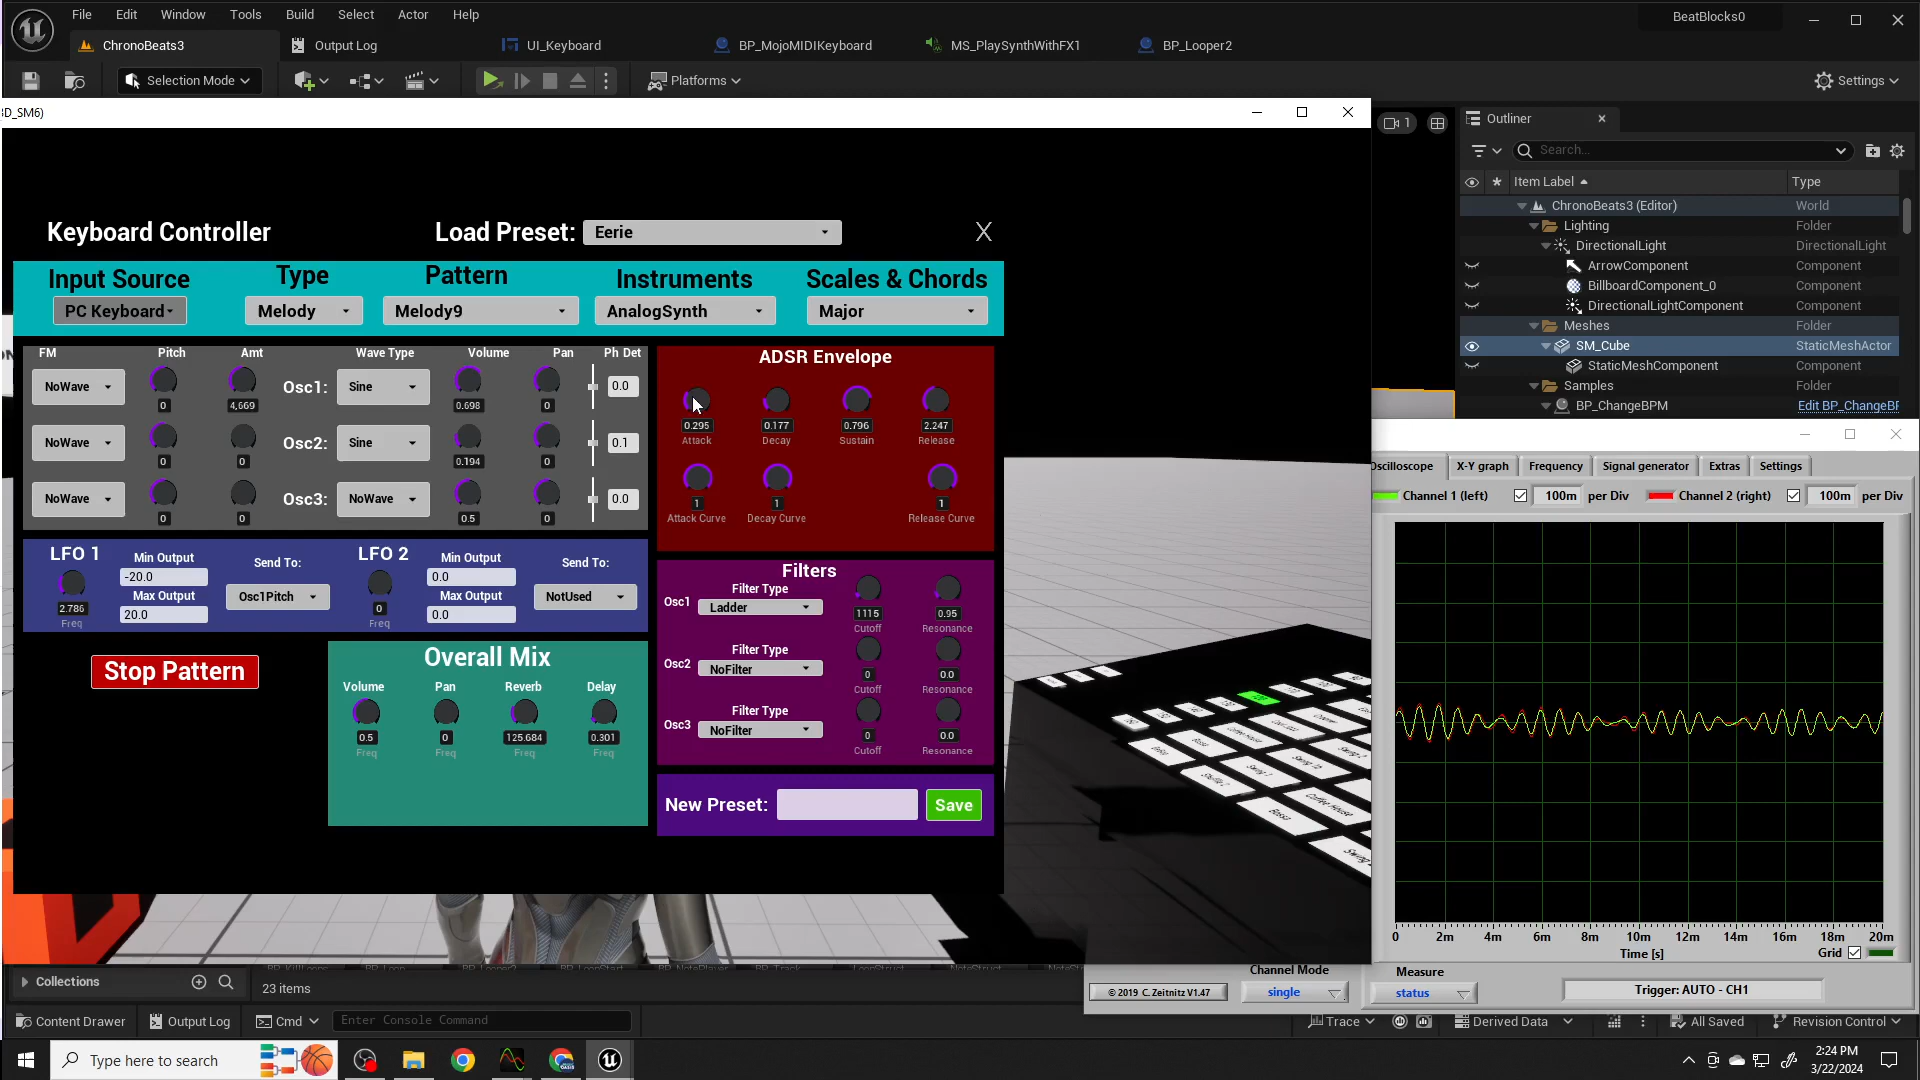 File Edit Window Tools Build Select Actor Help
BeatBlocks0
ChronoBeats3 Output Log UI_Keyboard BP_MojoMIDIKeyboard MS_PlaySynthWithFX1 BP_Looper2
Selection Mode Platforms Settings
D_SM6)
1
Outliner
Search...
Item Label Type
ChronoBeats3 (Editor) World
Lighting Folder
DirectionalLight DirectionalLight
ArrowComponent Component
BillboardComponent_0 Component
DirectionalLightComponent Component
Meshes Folder
SM_Cube StaticMeshActor
StaticMeshComponent Component
Samples Folder
BP_ChangeBPM Edit BP_ChangeBP
Keyboard Controller Load Preset: Eerie X
Input Source Type Pattern Instruments Scales & Chords
PC Keyboard Melody Melody9 AnalogSynth Major
FM Pitch Amt Wave Type Volume Pan Ph Det
NoWave 0 4,669 Osc1: Sine 0.698 0 0.0
NoWave 0 0 Osc2: Sine 0.194 0 0.1
NoWave 0 0 Osc3: NoWave 0.5 0 0.0
ADSR Envelope
0.295 0.177 0.796 2.247
Attack Decay Sustain Release
1 1 1
Attack Curve Decay Curve Release Curve
LFO 1 Min Output Send To: LFO 2 Min Output Send To:
-20.0 Osc1Pitch 0.0 NotUsed
Max Output Max Output
2.786 20.0 0 0.0
Freq Freq
Filters
Filter Type
Osc1 Ladder 1115 0.95
Cutoff Resonance
Filter Type
Osc2 NoFilter 0 0.0
Cutoff Resonance
Filter Type
Osc3 NoFilter 0 0.0
Cutoff Resonance
Stop Pattern
Overall Mix
Volume Pan Reverb Delay
0.5 0 125.684 0.301
Freq Freq Freq Freq
New Preset: Save
Oscilloscope X-Y graph Frequency Signal generator Extras Settings
Channel 1 (left) 100m per Div Channel 2 (right) 100m per Div
0 2m 4m 6m 8m 10m 12m 14m 16m 18m 20m
Time [s] Grid
Channel Mode Measure
© 2019 C. Zeitnitz V1.47 single status Trigger: AUTO - CH1
Swing 1
Coffee House
Bossa
Collections 23 items
Content Drawer Output Log Cmd Enter Console Command Trace Derived Data All Saved Revision Control
Type here to search
2:24 PM
3/22/2024